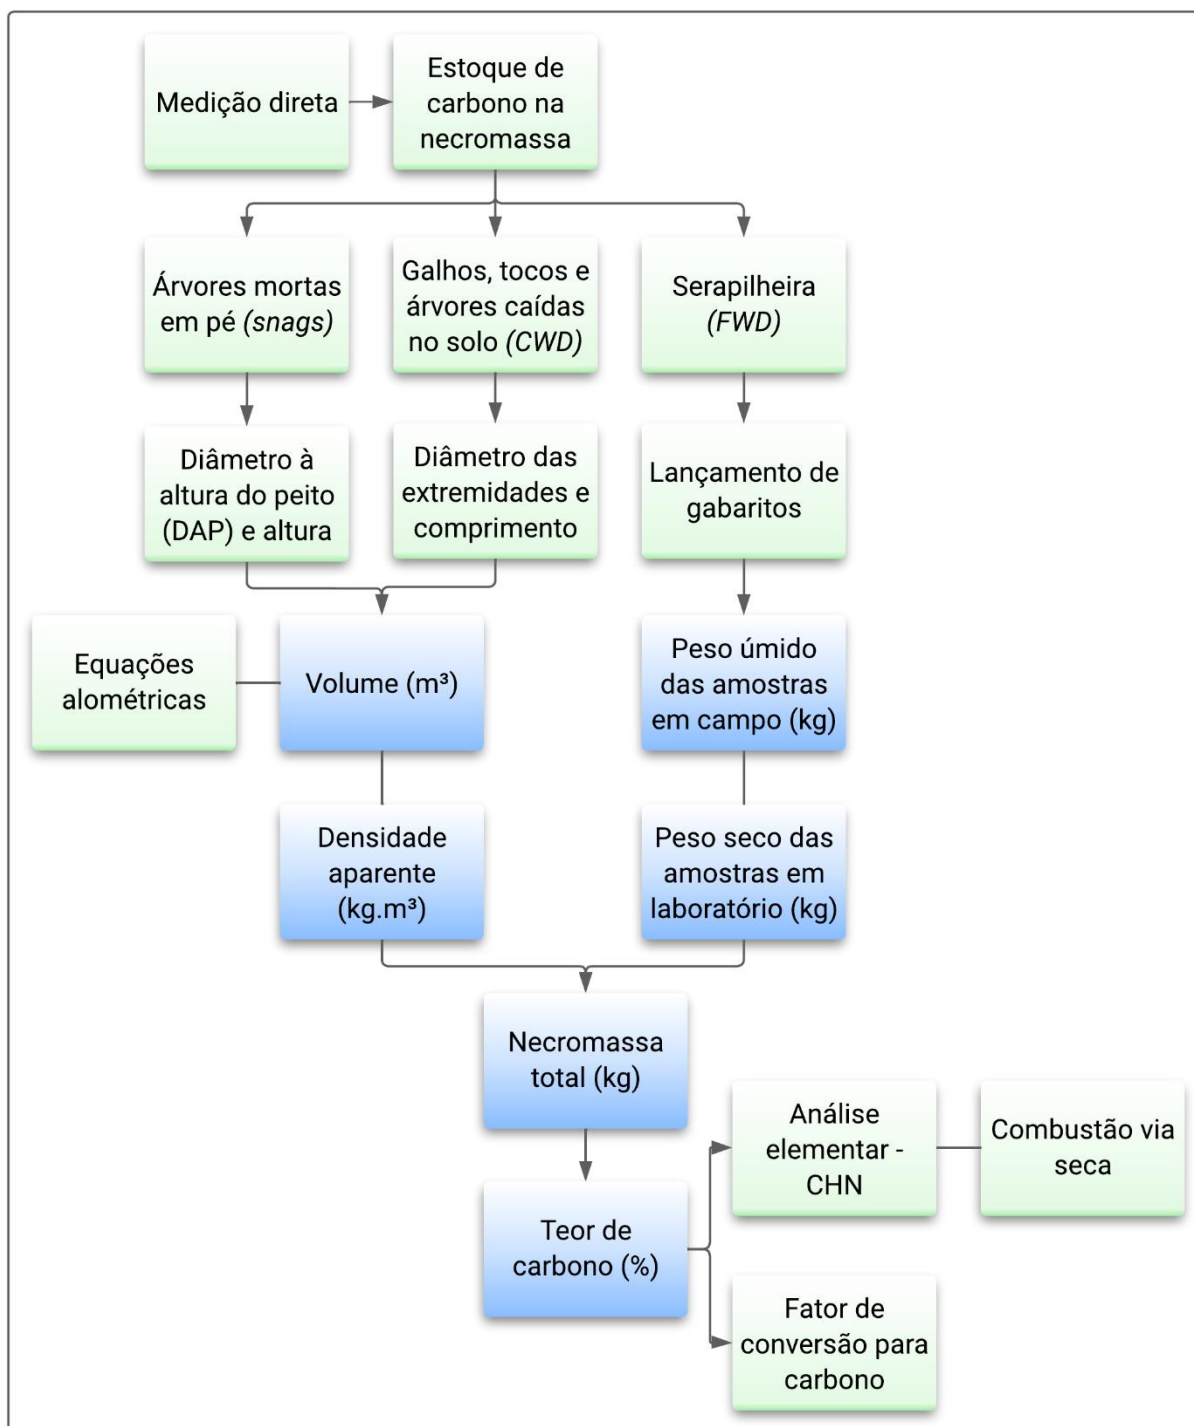 Medição direta
Estoque de
carbono na
necromassa
Árvores mortas
em pé (snags)
Galhos, tocos e
árvores caídas
no solo (CWD)
Serapilheira
(FWD)
Diâmetro à
altura do peito
(DAP) e altura
Diâmetro das
extremidades e
comprimento
Lançamento de
gabaritos
Equações
alométricas
Volume (m³)
Peso úmido
das amostras
em campo (kg)
Densidade
aparente
(kg.m³)
Peso seco das
amostras em
laboratório (kg)
Necromassa
total (kg)
Teor de
carbono (%)
Análise
elementar -
CHN
Combustão via
seca
Fator de
conversão para
carbono